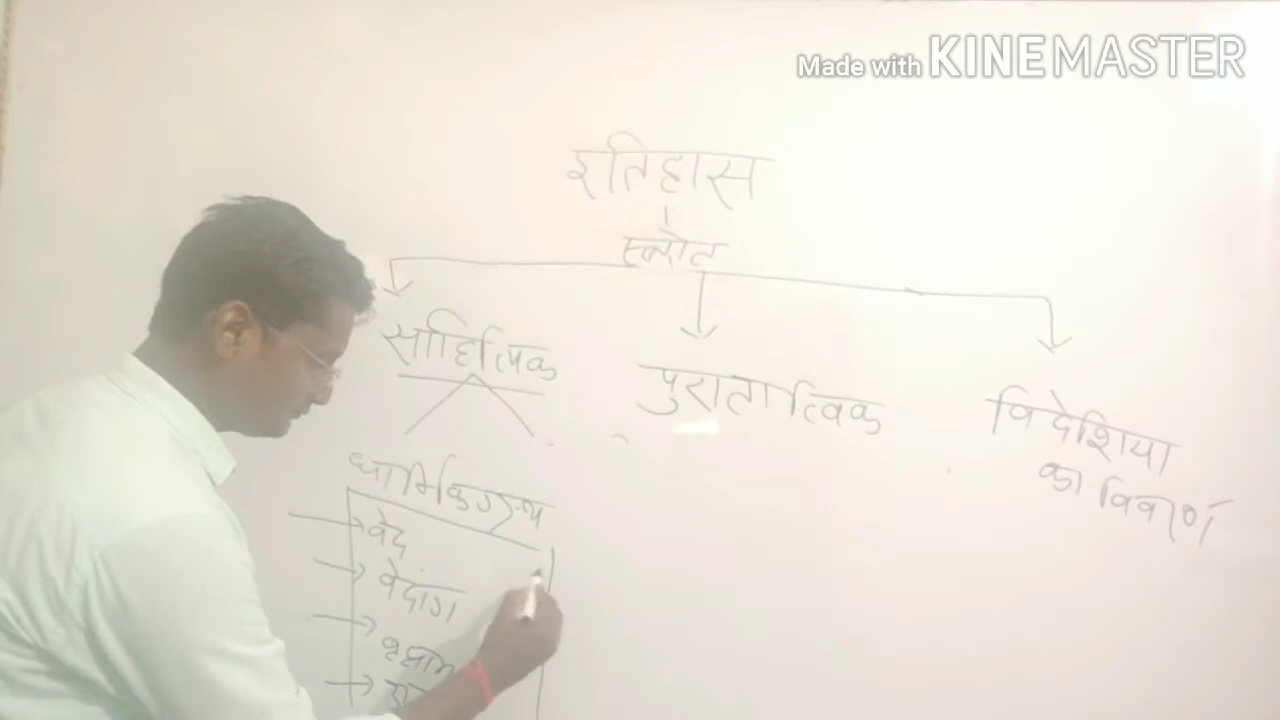 Made with KINEMASTER
इतिहास
स्त्रोत
साहित्यिक
पुरातात्विक
विदेशिया
का विवरण
धार्मिक ग्रन्थ
वेद
वेदांग